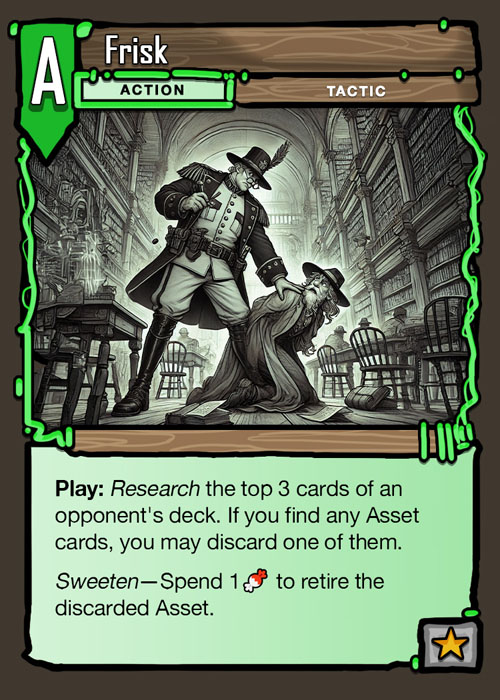 A
Frisk
ACTION
TACTIC
Play: Research the top 3 cards of an
opponent's deck. If you find any Asset
cards, you may discard one of them.
Sweeten—Spend 1 to retire the
discarded Asset.